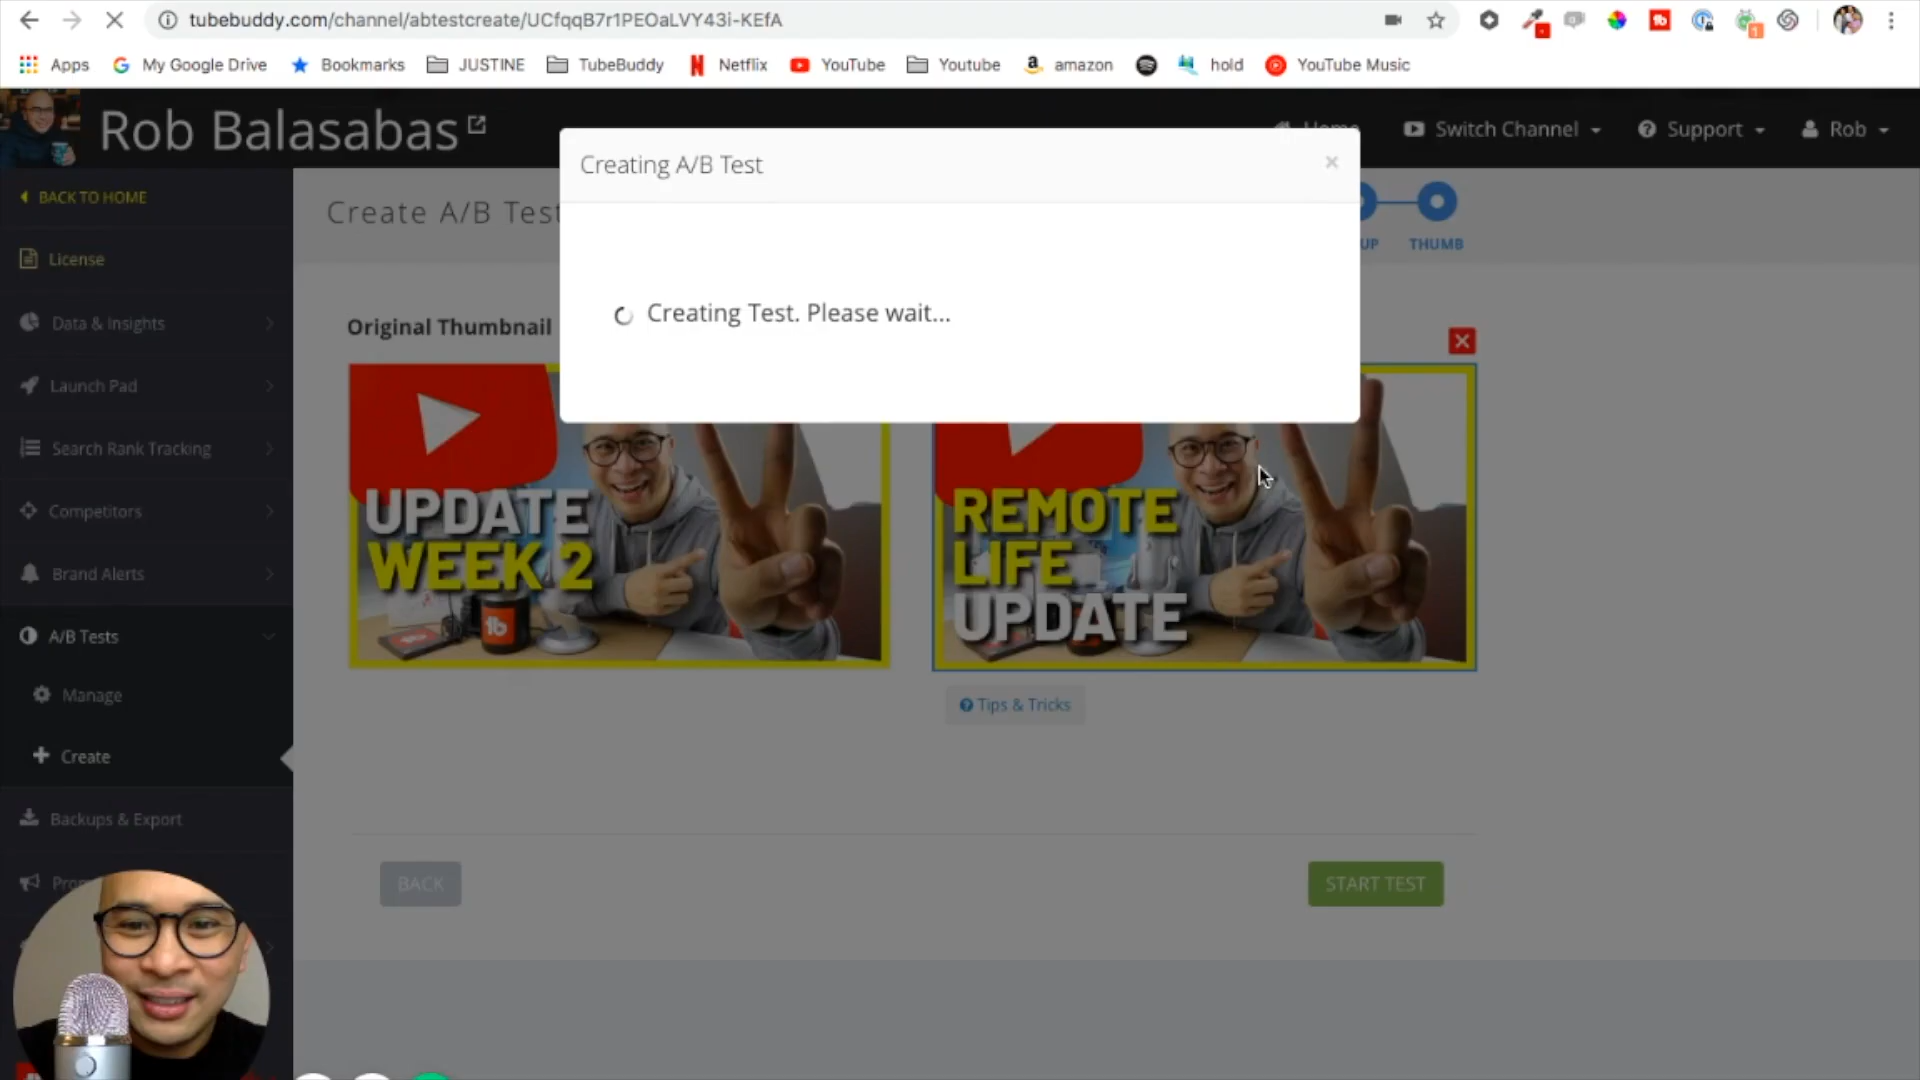 tubebuddy.com/channel/abtestcreate/UCfqqB7r1PEOaLVY43i-KEfA
Apps My Google Drive Bookmarks JUSTINE TubeBuddy Netflix YouTube Youtube amazon hold YouTube Music
Rob Balasabas
Home Switch Channel Support Rob
Creating A/B Test
×
Creating Test. Please wait...
BACK TO HOME
License
Data & Insights
Launch Pad
Search Rank Tracking
Competitors
Brand Alerts
A/B Tests
Manage
Create
Backups & Export
Create A/B Test
UP THUMB
Original Thumbnail
UPDATE
WEEK 2
tb
REMOTE
LIFE
UPDATE
Tips & Tricks
BACK
START TEST